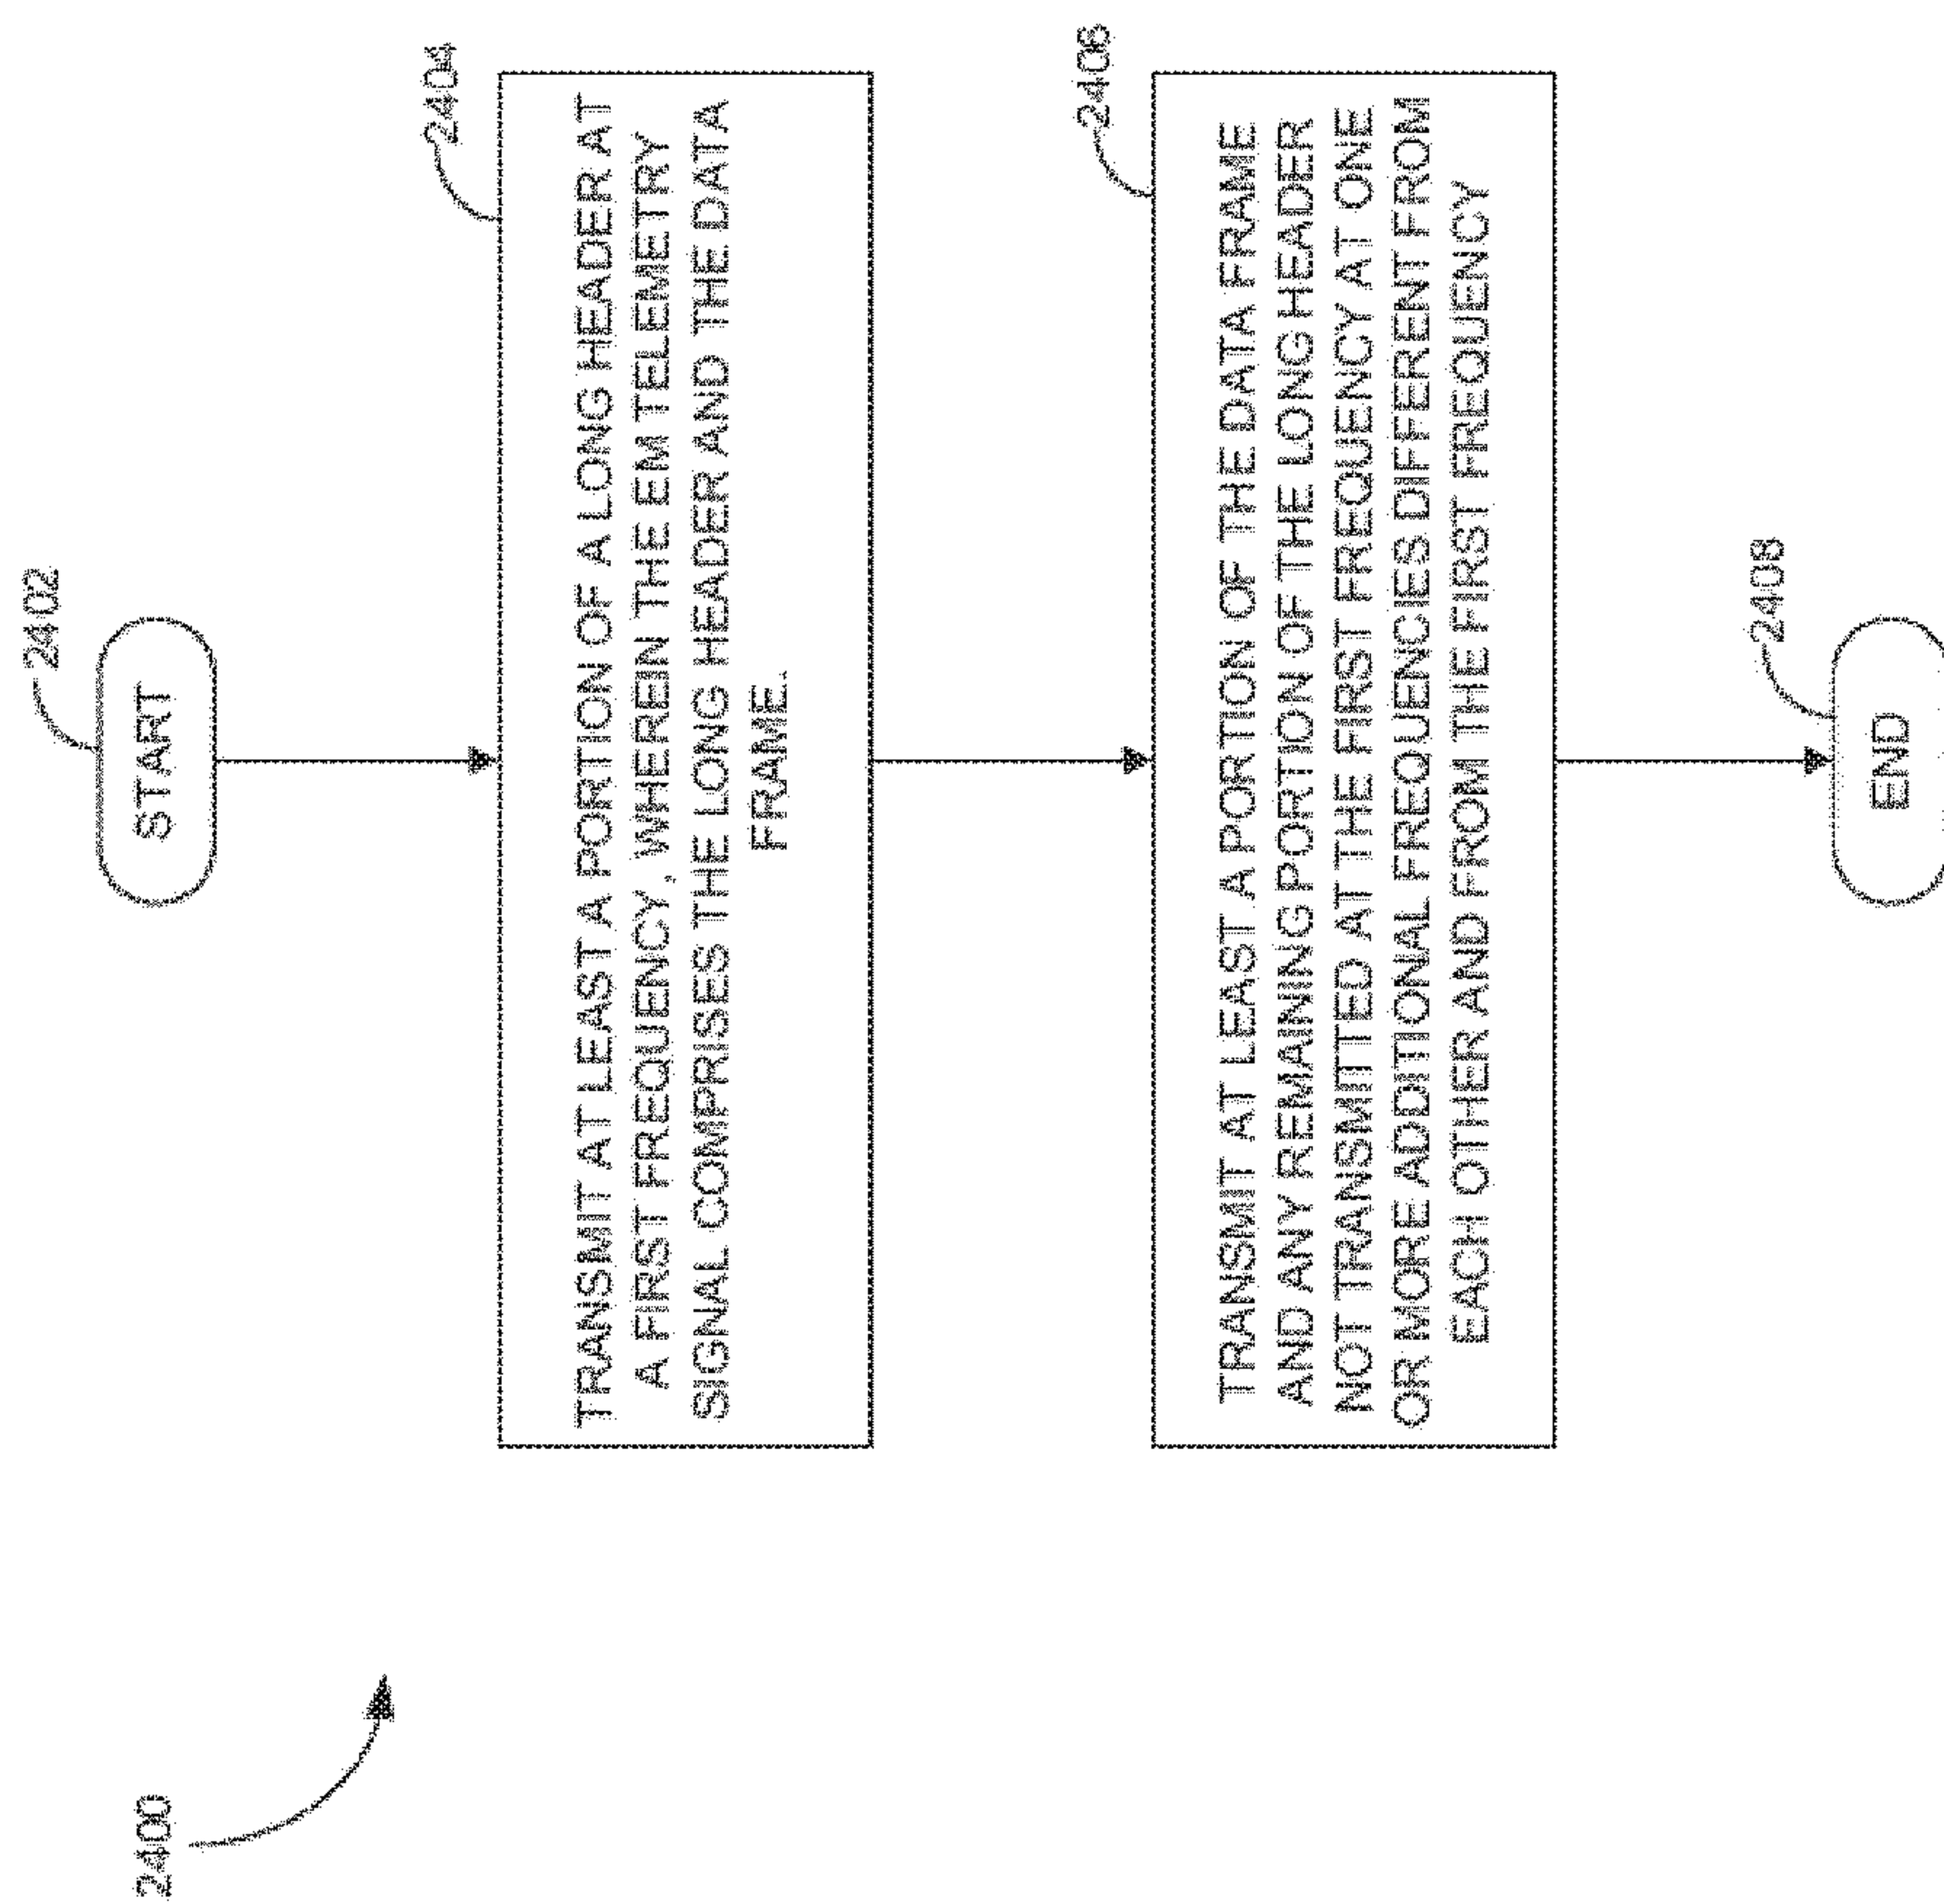 2400
2402
START
2404
TRANSMIT AT LEAST A PORTION OF A LONG HEADER AT
A FIRST FREQUENCY, WHEREIN THE EM TELEMETRY
SIGNAL COMPRISES THE LONG HEADER AND THE DATA
FRAME.
2406
TRANSMIT AT LEAST A PORTION OF THE DATA FRAME
AND ANY REMAINING PORTION OF THE LONG HEADER
NOT TRANSMITTED AT THE FIRST FREQUENCY AT ONE
OR MORE ADDITIONAL FREQUENCIES DIFFERENT FROM
EACH OTHER AND FROM THE FIRST FREQUENCY
2408
END